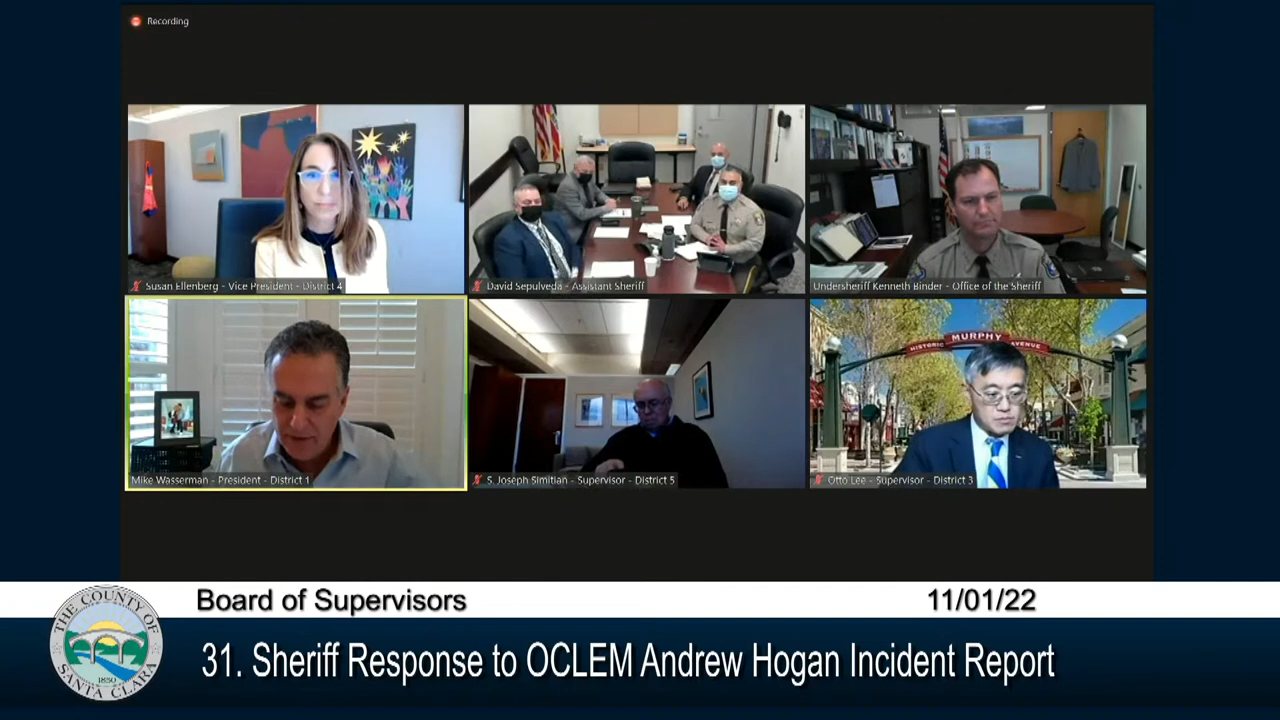 Recording
Susan Ellenberg - Vice President - District 4
David Sepulveda - Assistant Sheriff
Undersheriff Kenneth Binder - Office of the Sheriff
HISTORIC MURPHY AVENUE
Mike Wasserman - President - District 1
S. Joseph Simitian - Supervisor - District 5
Otto Lee - Supervisor - District 3
Board of Supervisors
11/01/22
THE COUNTY OF SANTA CLARA
1850
31. Sheriff Response to OCLEM Andrew Hogan Incident Report